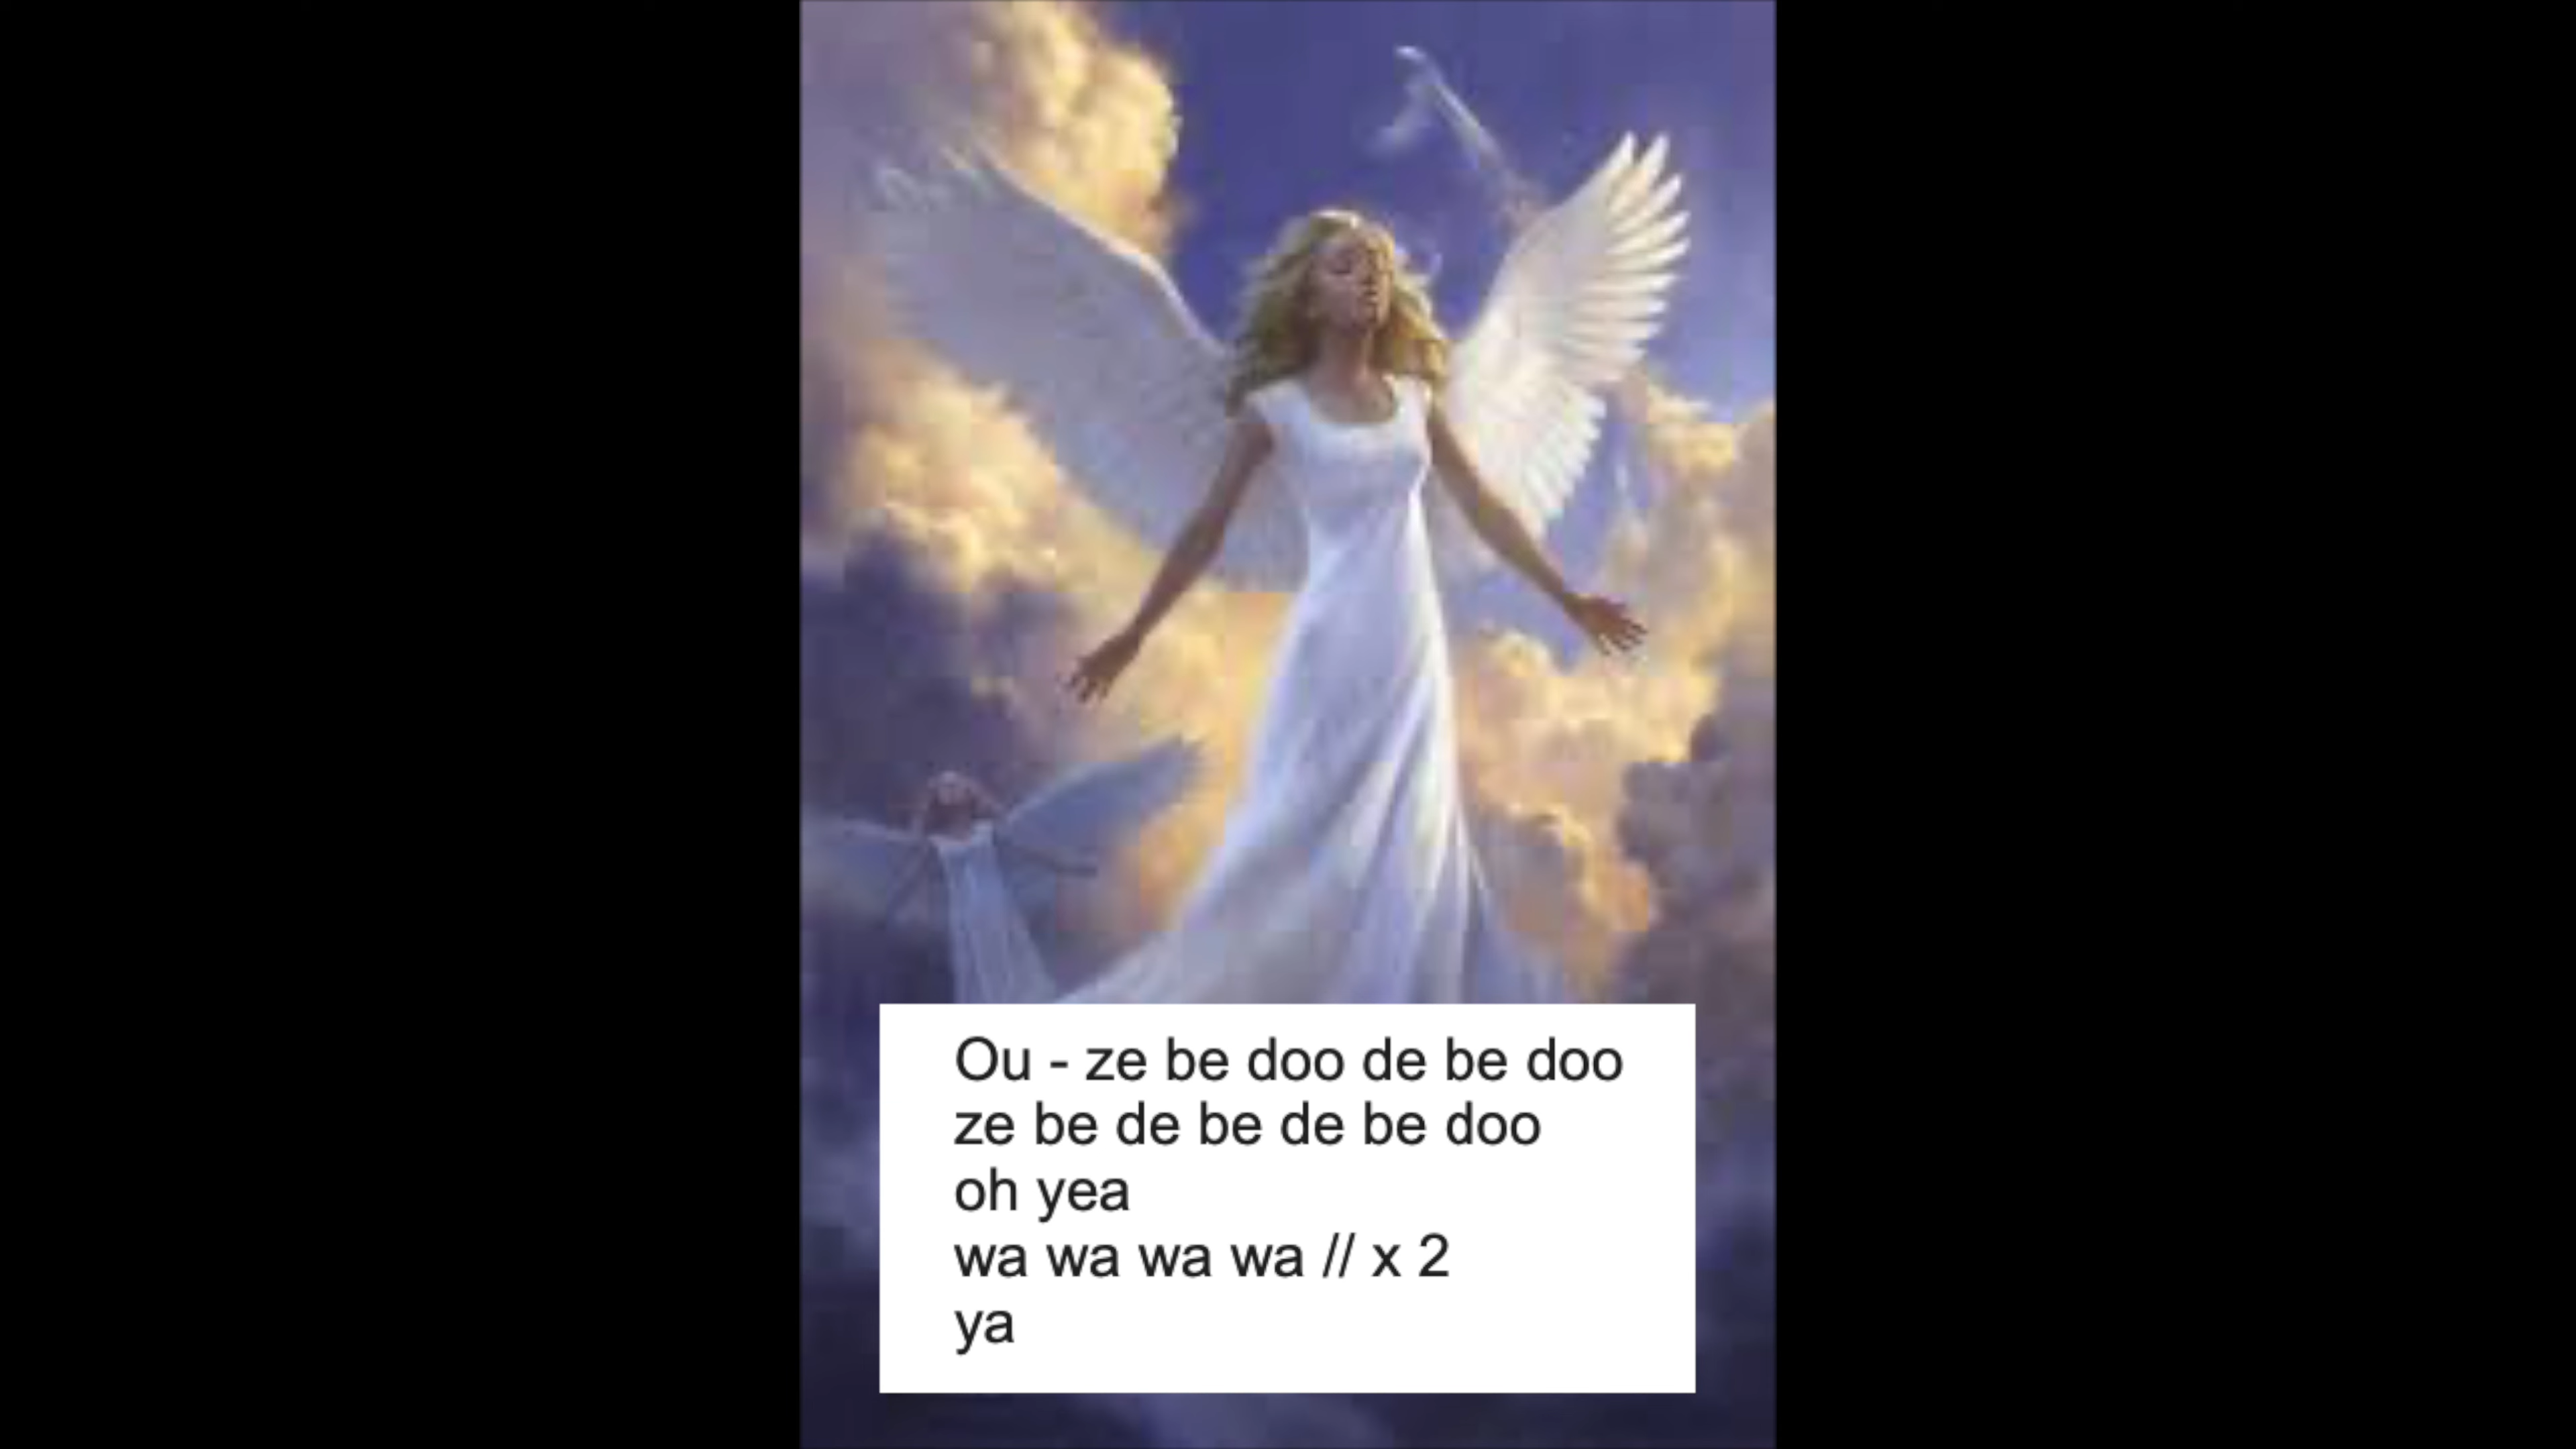 Ou - ze be doo de be doo
ze be de be de be doo
oh yea
wa wa wa wa // x 2
ya